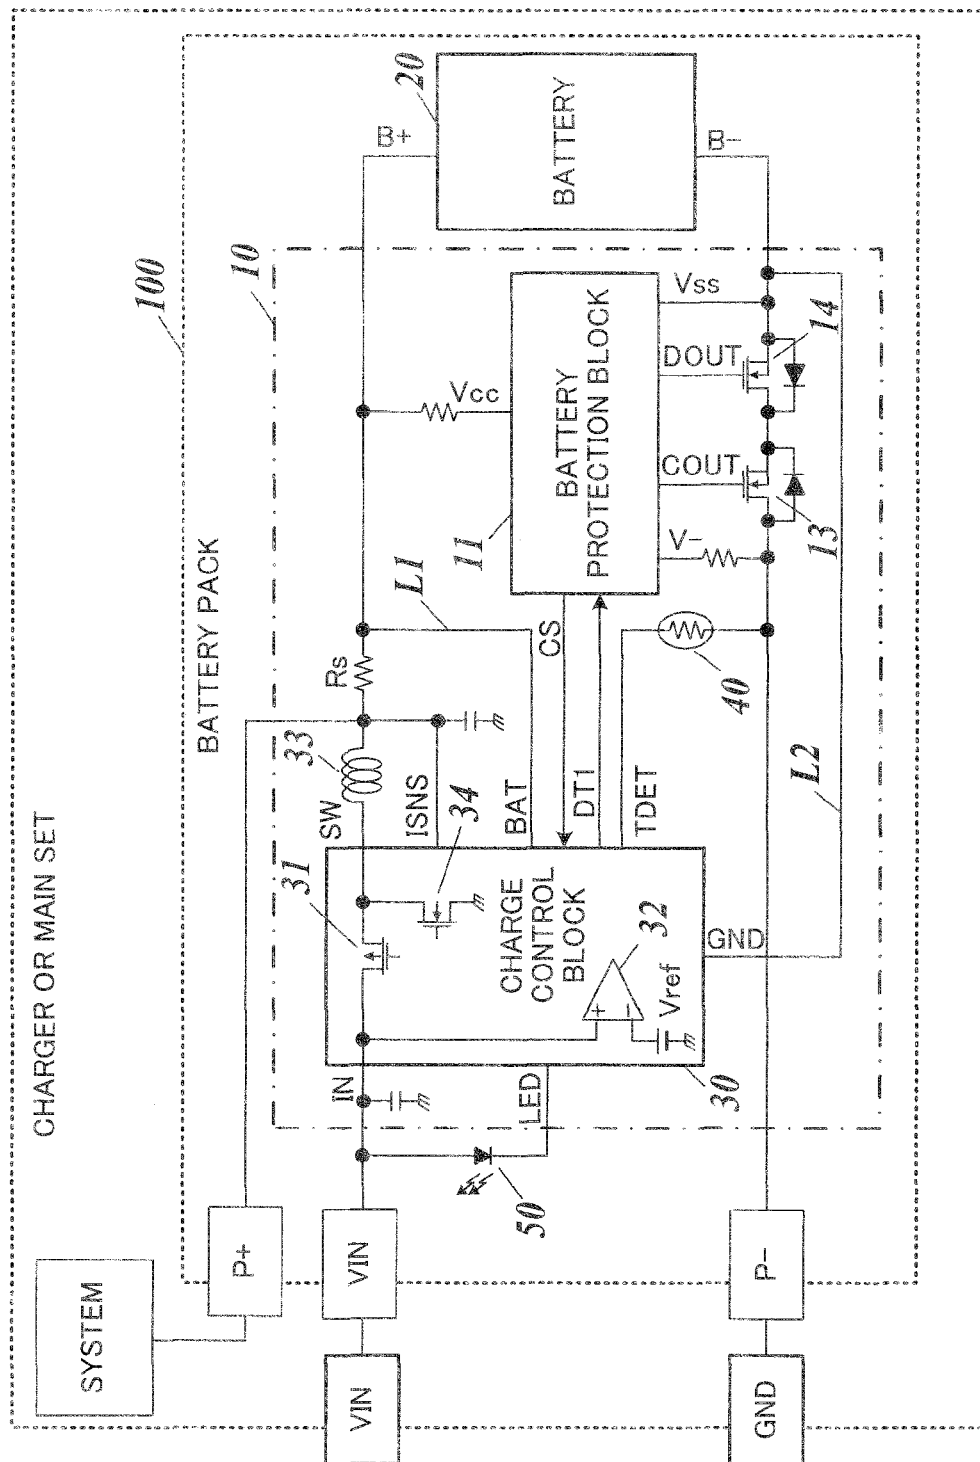 CHARGER OR MAIN SET
SYSTEM
BATTERY PACK
100
10
P+
VIN
VIN
IN
50
LED
31
SW
33
Rs
L1
B+
20
BATTERY
B-
ISNS
34
BAT
CS
DT1
TDET
CHARGE
CONTROL
BLOCK
32
Vref
GND
30
11
BATTERY
PROTECTION BLOCK
Vcc
V-
COUT
DOUT
Vss
40
13
14
L2
P-
GND